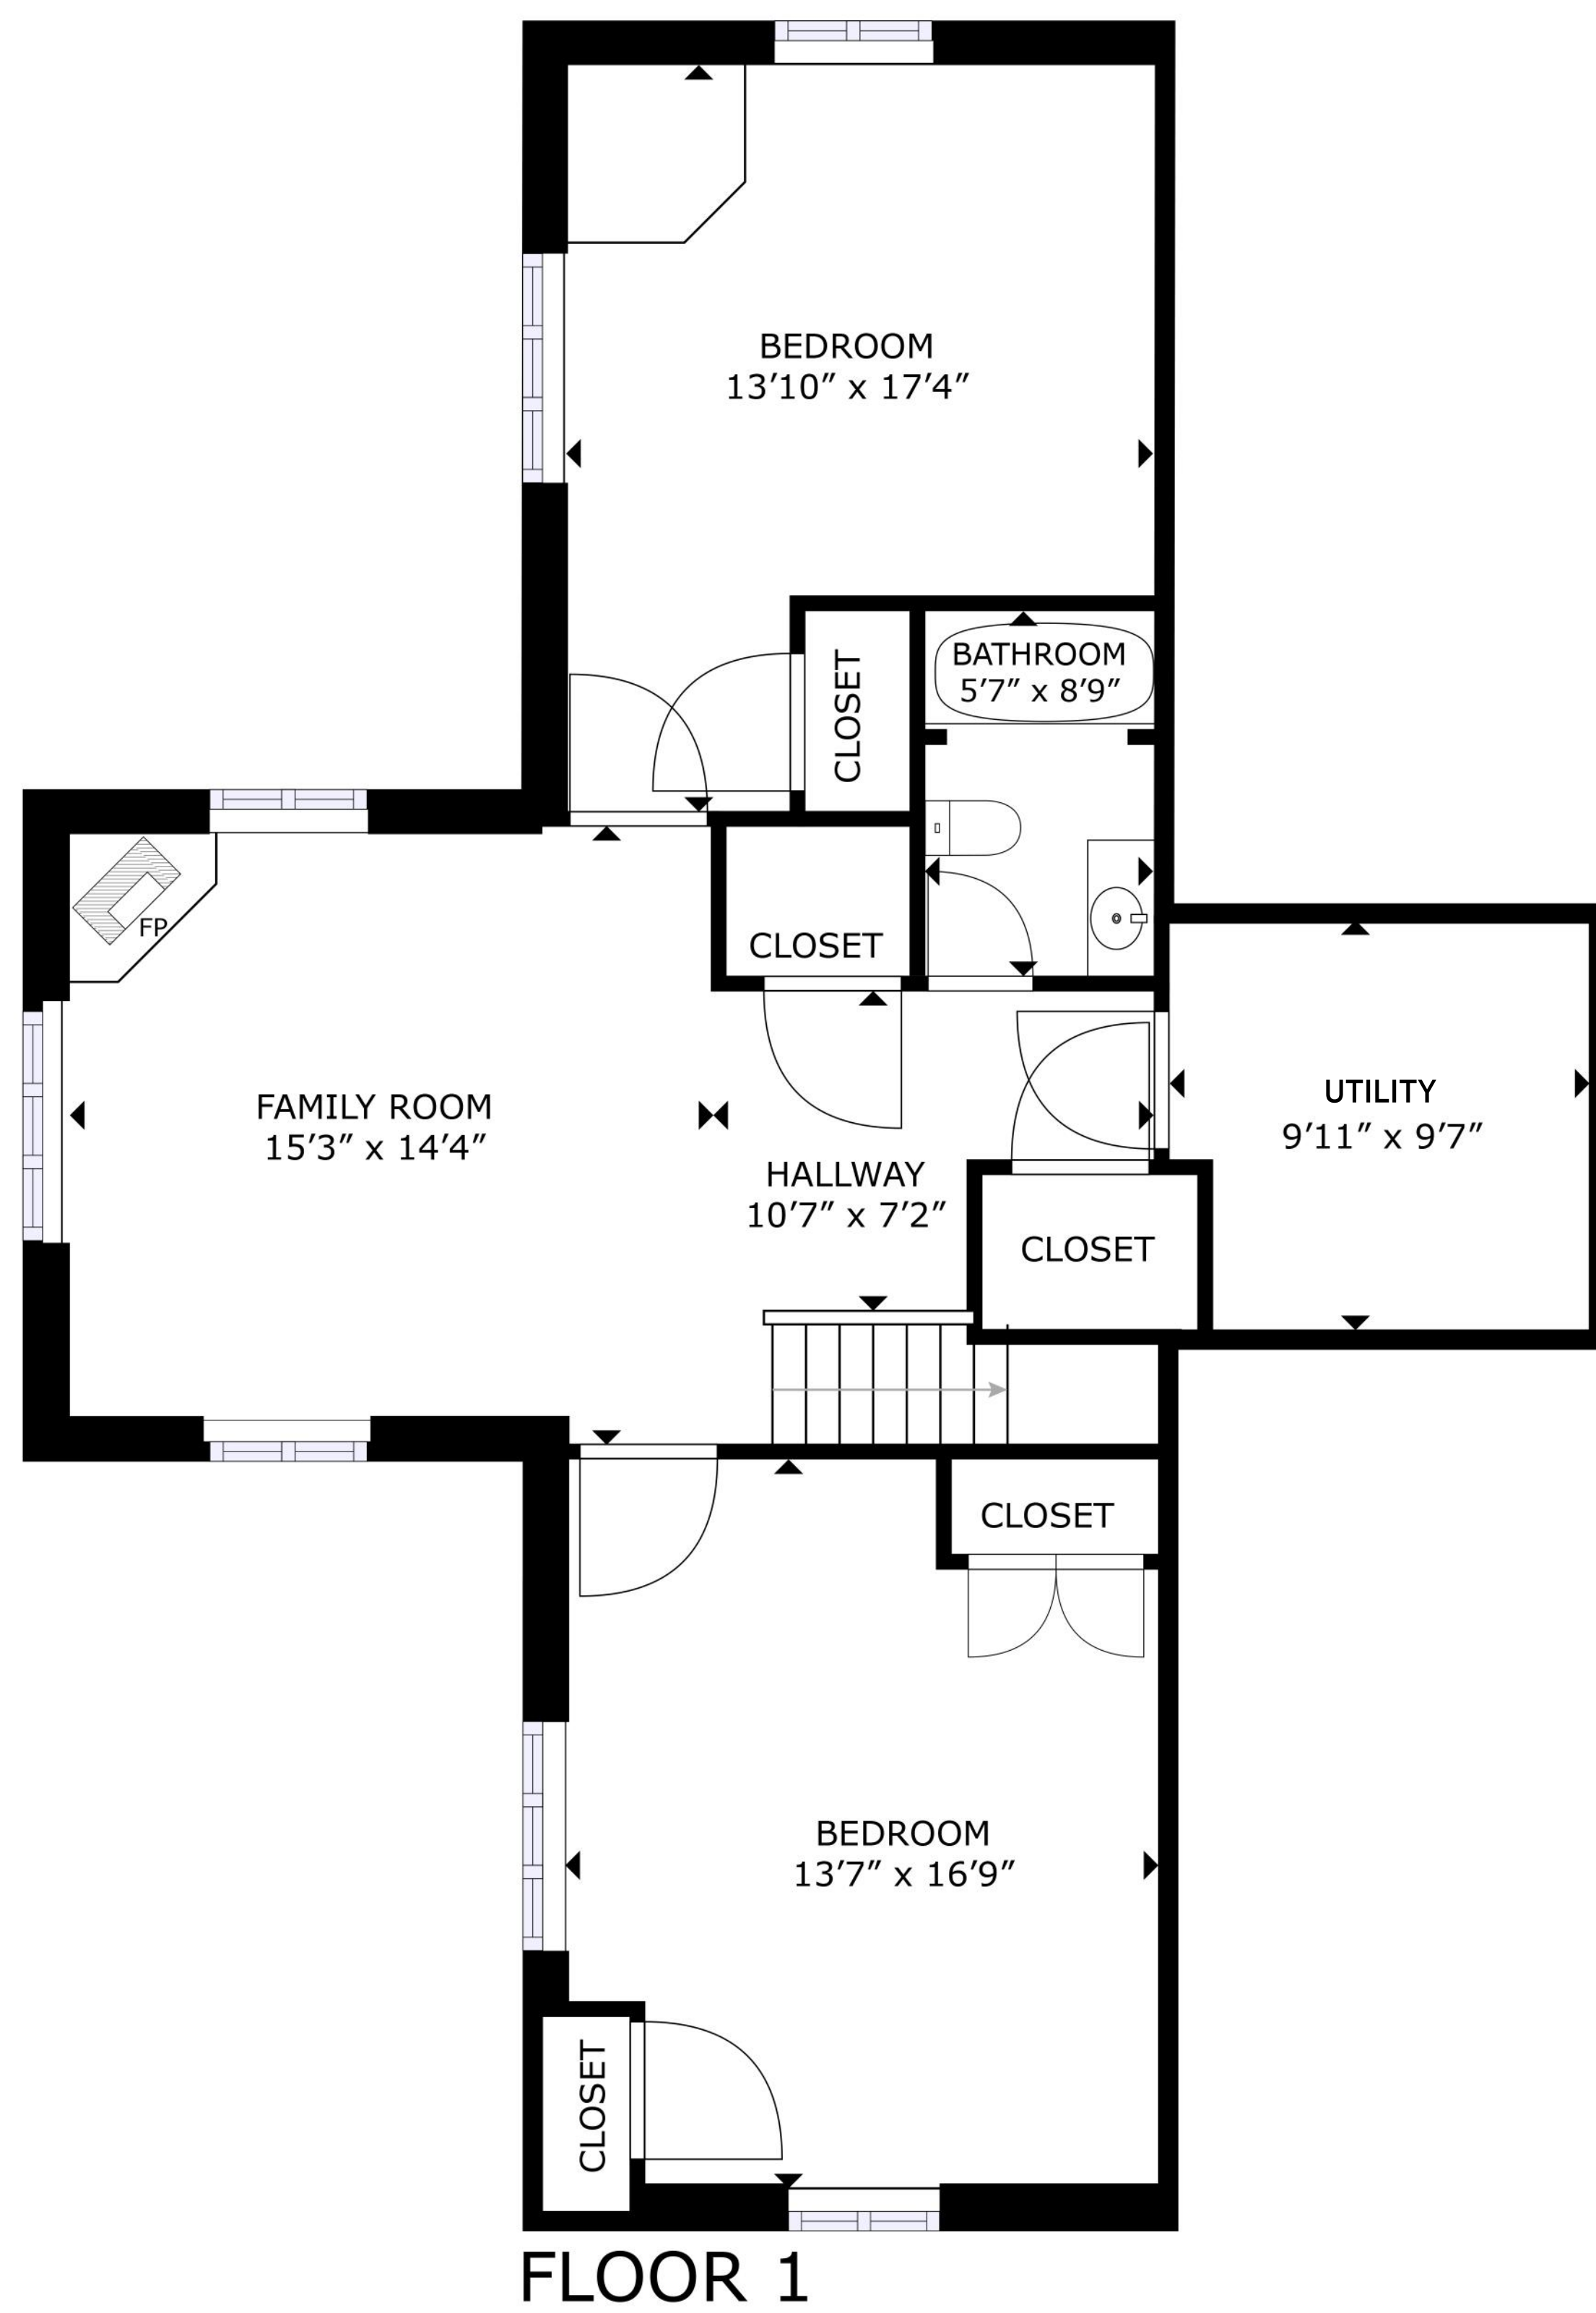 BEDROOM
13'10" x 17'4"
BATHROOM
5'7" x 8'9"
CLOSET
CLOSET
FP
FAMILY ROOM
15'3" x 14'4"
UTILITY
9'11" x 9'7"
HALLWAY
10'7" x 7'2"
CLOSET
CLOSET
BEDROOM
13'7" x 16'9"
CLOSET
FLOOR 1